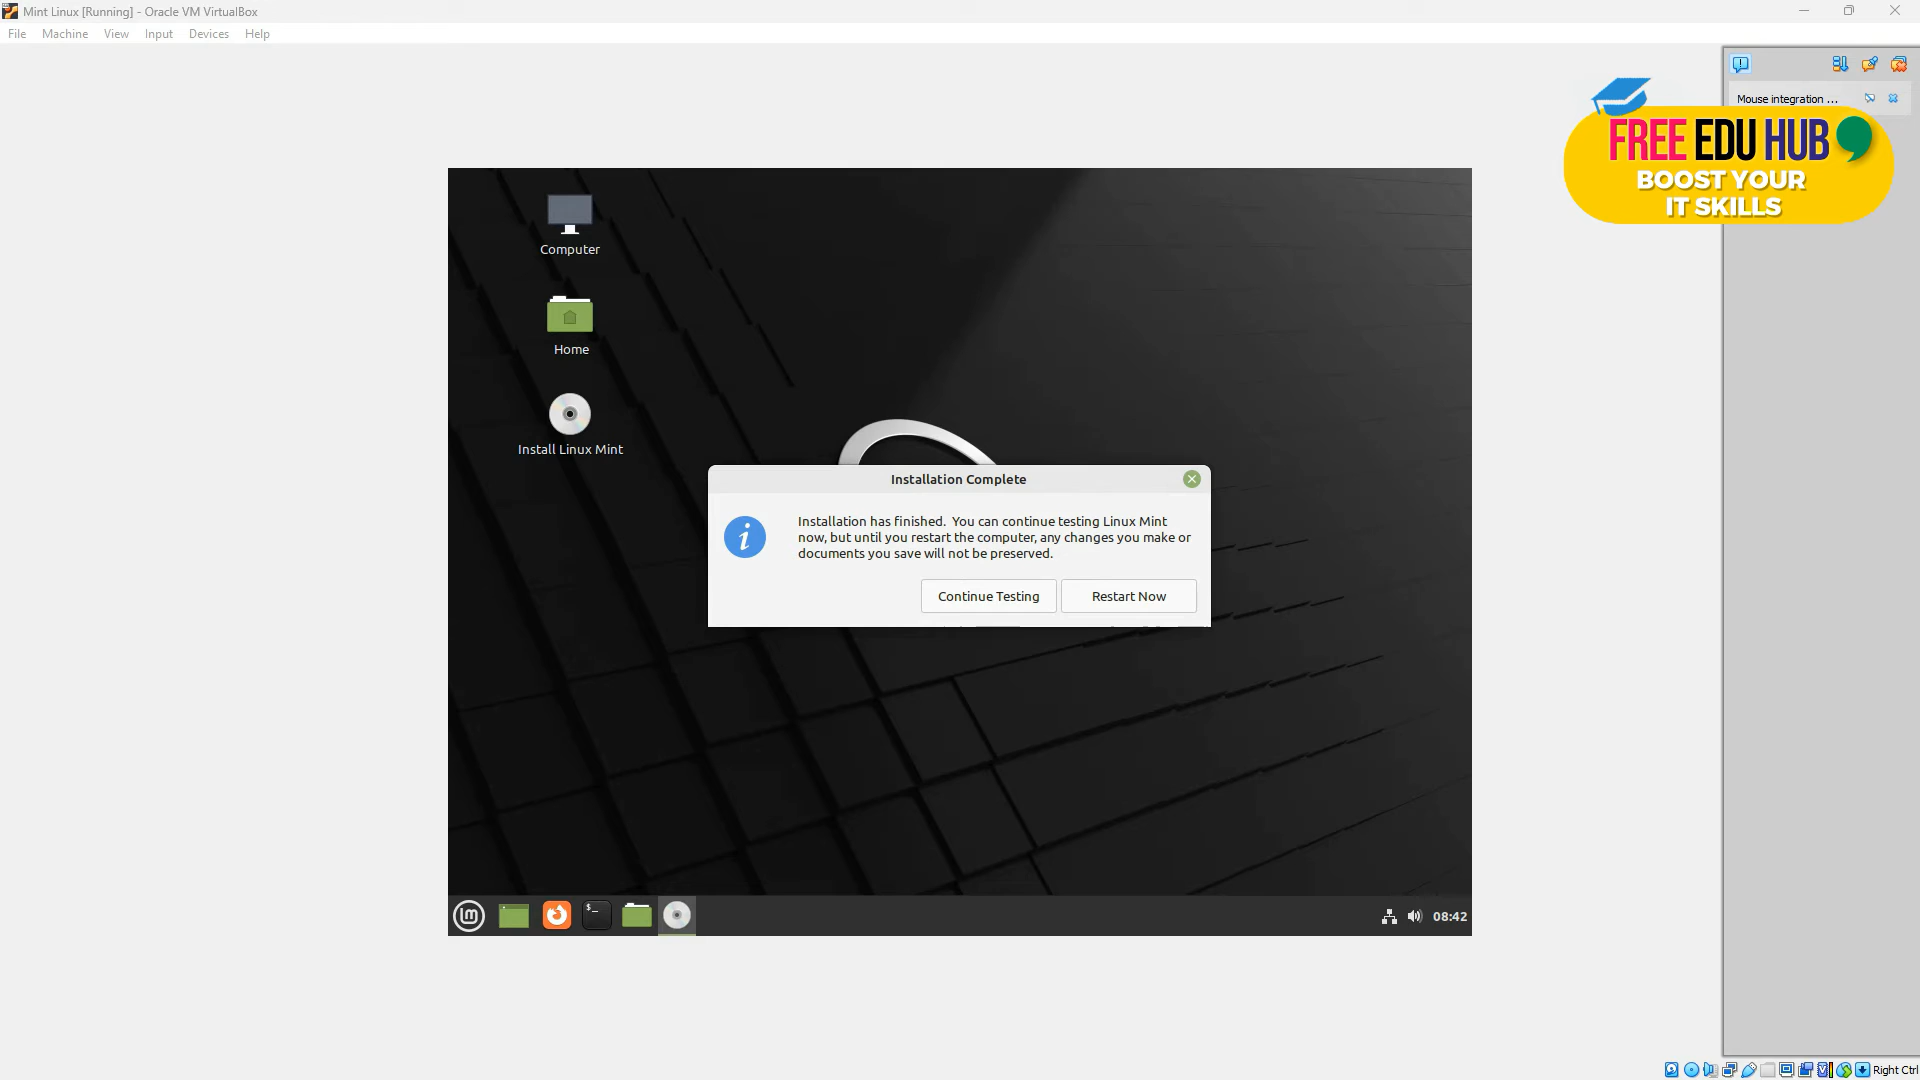 Mint Linux [Running] - Oracle VM VirtualBox
File Machine View Input Devices Help
Mouse integration ...
FREE EDU HUB
BOOST YOUR
IT SKILLS
Computer
Home
Install Linux Mint
Installation Complete
Installation has finished. You can continue testing Linux Mint
now, but until you restart the computer, any changes you make or
documents you save will not be preserved.
Continue Testing Restart Now
08:42
Right Ctrl